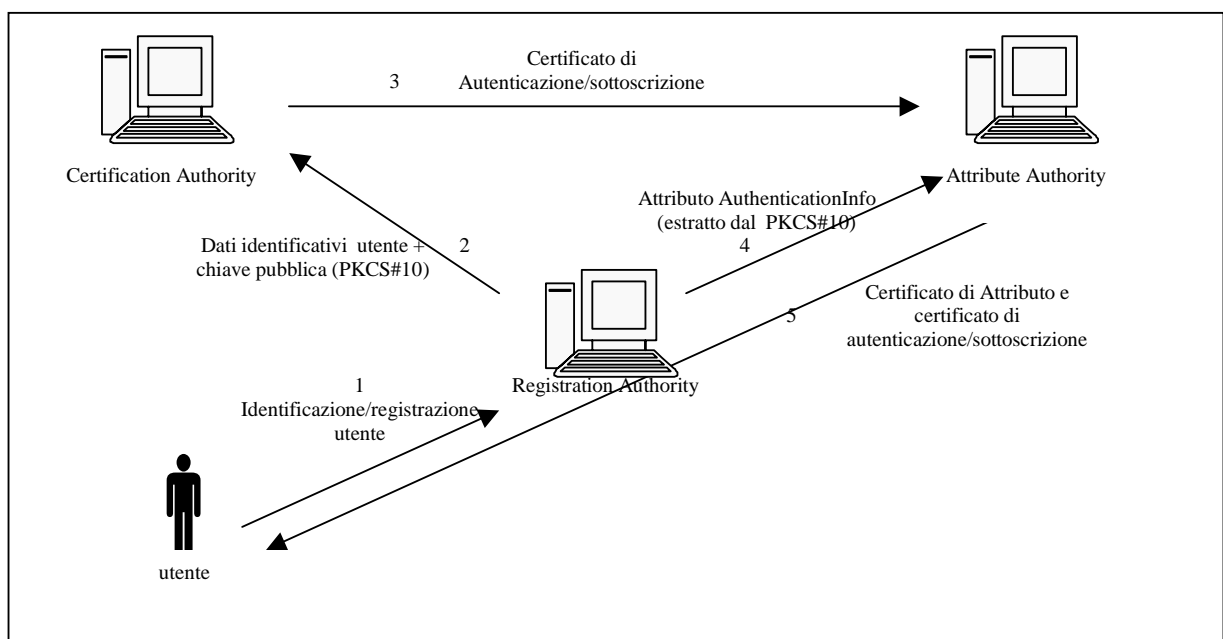 Certificato di
3 Autenticazione/sottoscrizione
Certification Authority
Attribute Authority
Attributo AuthenticationInfo
(estratto dal PKCS#10)
4
Dati identificativi utente + 2
chiave pubblica (PKCS#10)
Certificato di Attributo e
5 certificato di
autenticazione/sottoscrizione
Registration Authority
1
Identificazione/registrazione
utente
utente